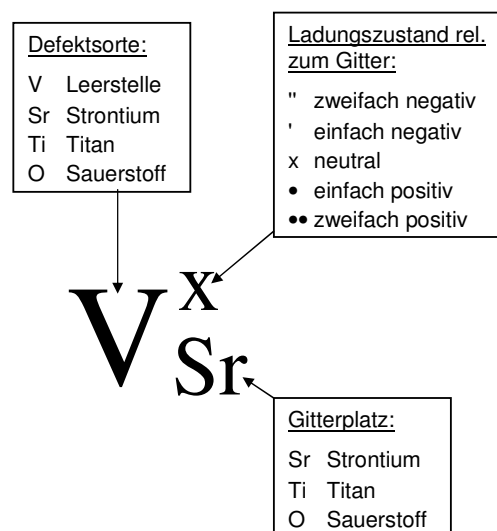 Defektsorte:
V Leerstelle
Sr Strontium
Ti Titan
O Sauerstoff
Ladungszustand rel.
zum Gitter:
'' zweifach negativ
' einfach negativ
x neutral
• einfach positiv
•• zweifach positiv
V x
Sr
Gitterplatz:
Sr Strontium
Ti Titan
O Sauerstoff